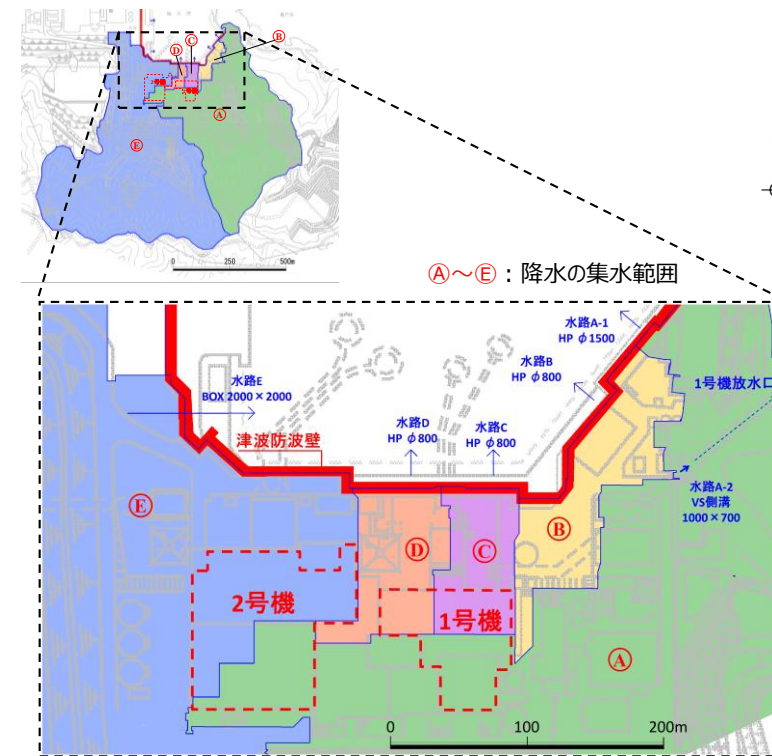 Ⓒ
Ⓓ
Ⓑ
Ⓐ
Ⓔ
0 250 500m
Ⓐ～Ⓔ：降水の集水範囲
水路A-1
HP φ1500
水路B
HP φ800
水路E
BOX 2000×2000
水路D
HP φ800
水路C
HP φ800
1号機放水口
津波防波壁
水路A-2
VS側溝
1000×700
Ⓔ
Ⓓ
Ⓒ
Ⓑ
2号機
1号機
Ⓐ
0 100 200m